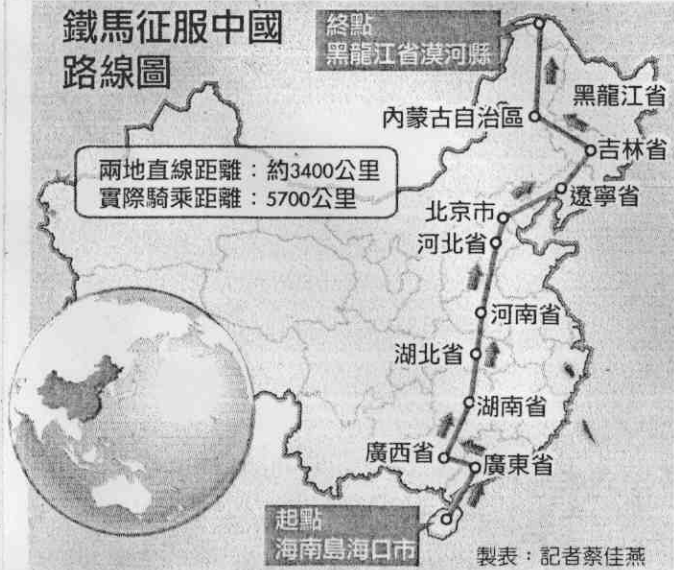 鐵馬征服中國
路線圖
終點
黑龍江省漠河縣
黑龍江省
內蒙古自治區
吉林省
兩地直線距離：約3400公里
實際騎乘距離：5700公里
遼寧省
北京市
河北省
河南省
湖北省
湖南省
廣西省
廣東省
起點
海南島海口市
製表：記者蔡佳燕